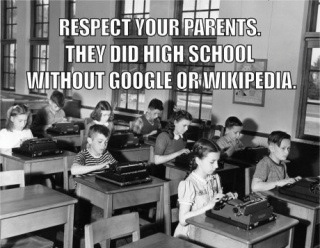 RESPECT YOUR PARENTS.
THEY DID HIGH SCHOOL
WITHOUT GOOGLE OR WIKIPEDIA.